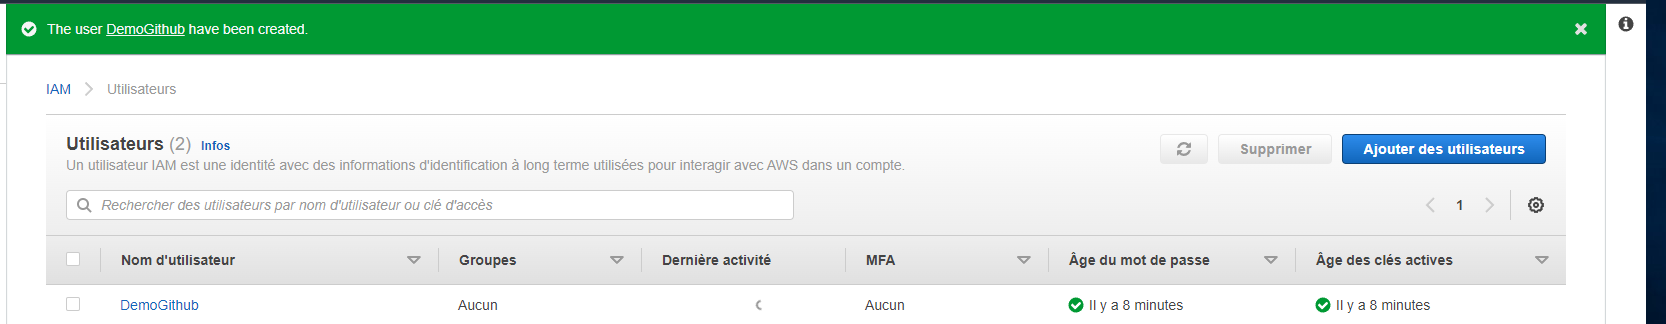 The user DemoGithub have been created.
IAM > Utilisateurs
Utilisateurs (2) Infos
Un utilisateur IAM est une identité avec des informations d'identification à long terme utilisées pour interagir avec AWS dans un compte.
Supprimer
Ajouter des utilisateurs
Rechercher des utilisateurs par nom d'utilisateur ou clé d'accès
1
Nom d'utilisateur Groupes Dernière activité MFA Âge du mot de passe Âge des clés actives
DemoGithub Aucun Aucun Il y a 8 minutes Il y a 8 minutes